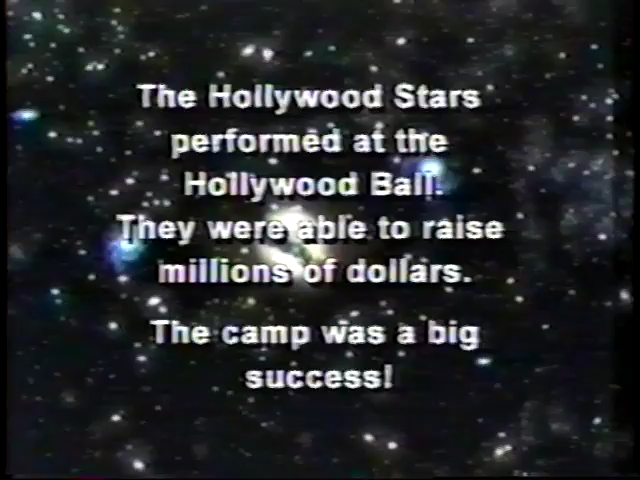 The Hollywood Stars
performed at the
Hollywood Ball.
They were able to raise
millions of dollars.
The camp was a big
success!